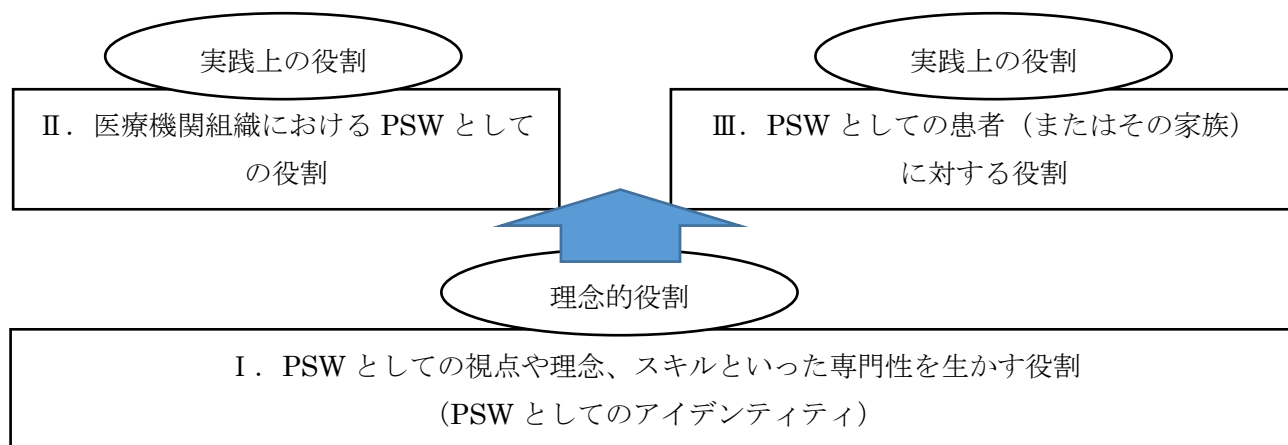 実践上の役割
Ⅱ．医療機関組織における PSW として
の役割
実践上の役割
Ⅲ．PSW としての患者（またはその家族）
に対する役割
理念的役割
Ⅰ．PSW としての視点や理念、スキルといった専門性を生かす役割
（PSW としてのアイデンティティ）